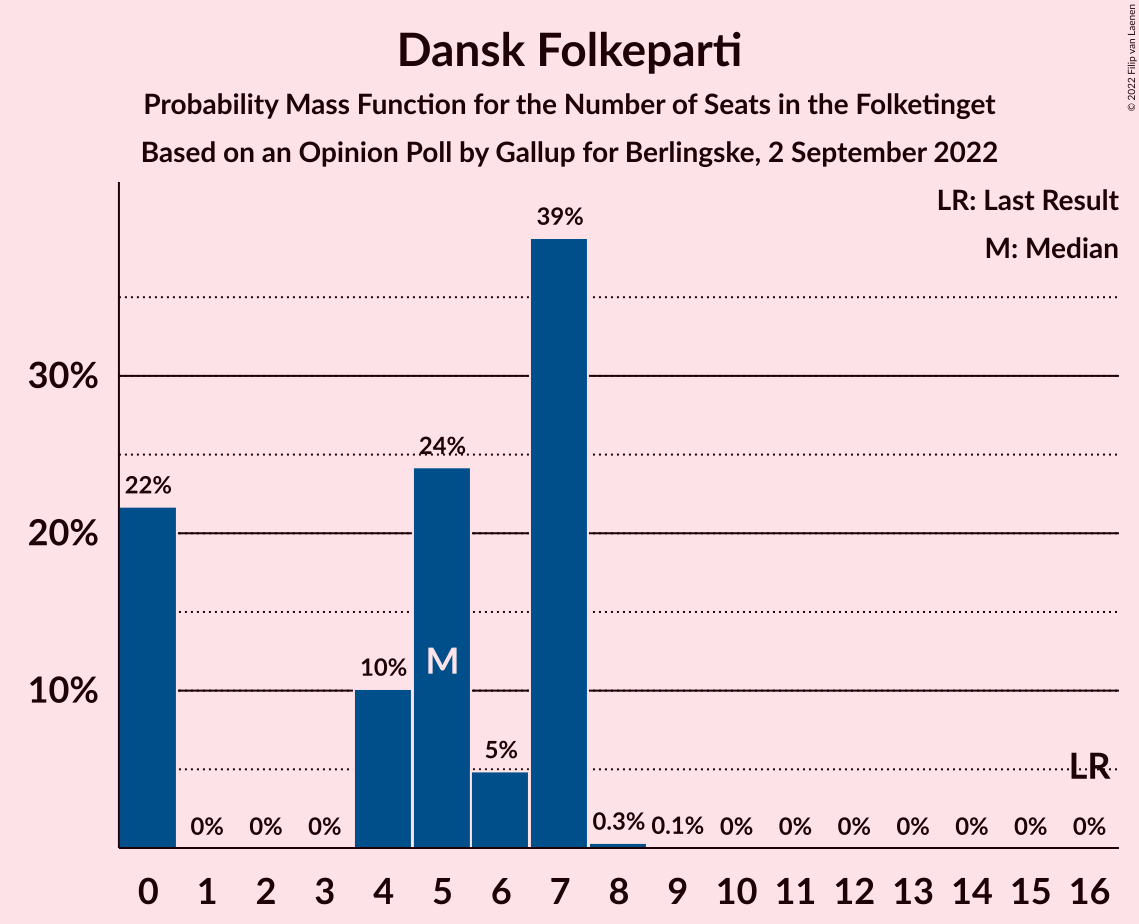 Dansk Folkeparti
Probability Mass Function for the Number of Seats in the Folketinget
Based on an Opinion Poll by Gallup for Berlingske, 2 September 2022
© 2022 Filip van Laenen
LR: Last Result
M: Median
39%
30%
24%
22%
20%
M
10%
10%
5%
LR
0% 0% 0% 0.3% 0.1% 0% 0% 0% 0% 0% 0% 0%
0 1 2 3 4 5 6 7 8 9 10 11 12 13 14 15 16